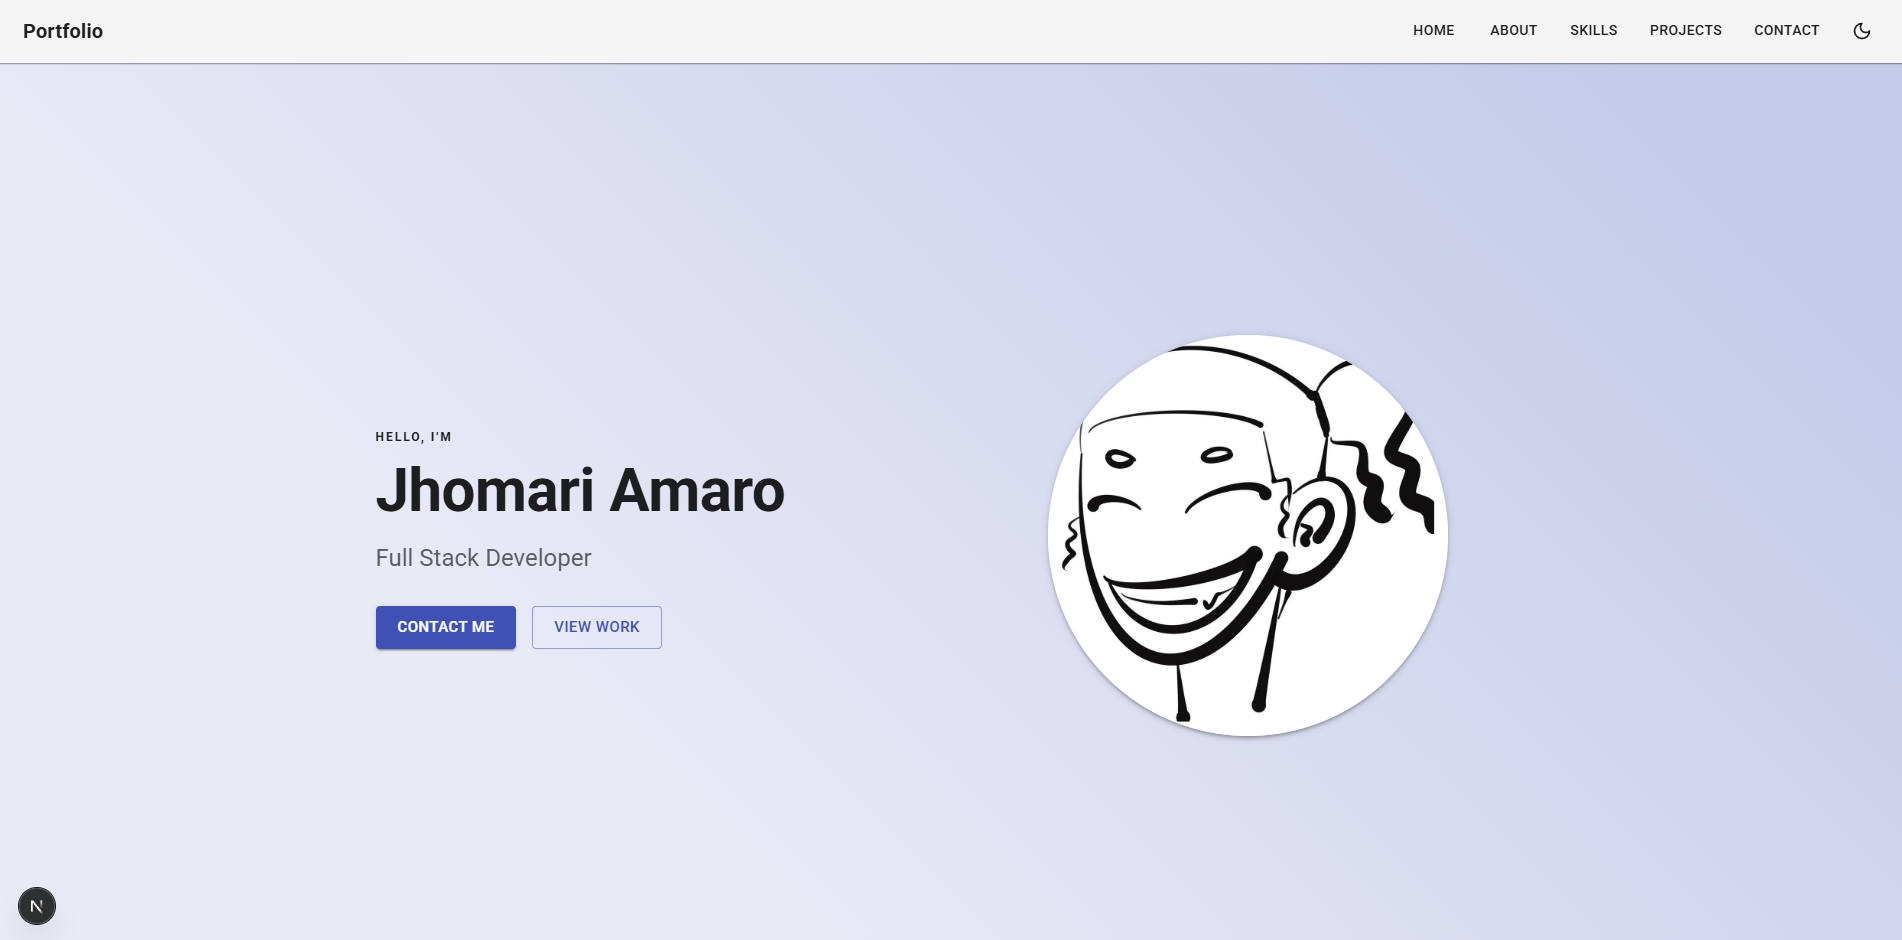 Portfolio
HOME ABOUT SKILLS PROJECTS CONTACT
HELLO, I'M
Jhomari Amaro
Full Stack Developer
CONTACT ME VIEW WORK
N